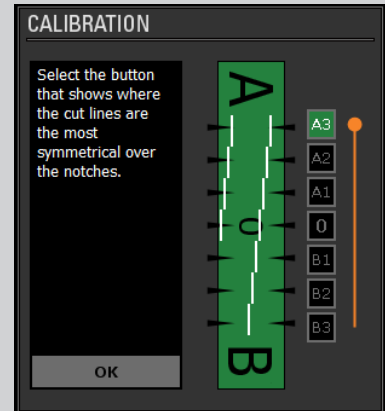 CALIBRATION
Select the button
that shows where
the cut lines are
the most
symmetrical over
the notches.
OK
A
0
B
A3
A2
A1
0
B1
B2
B3